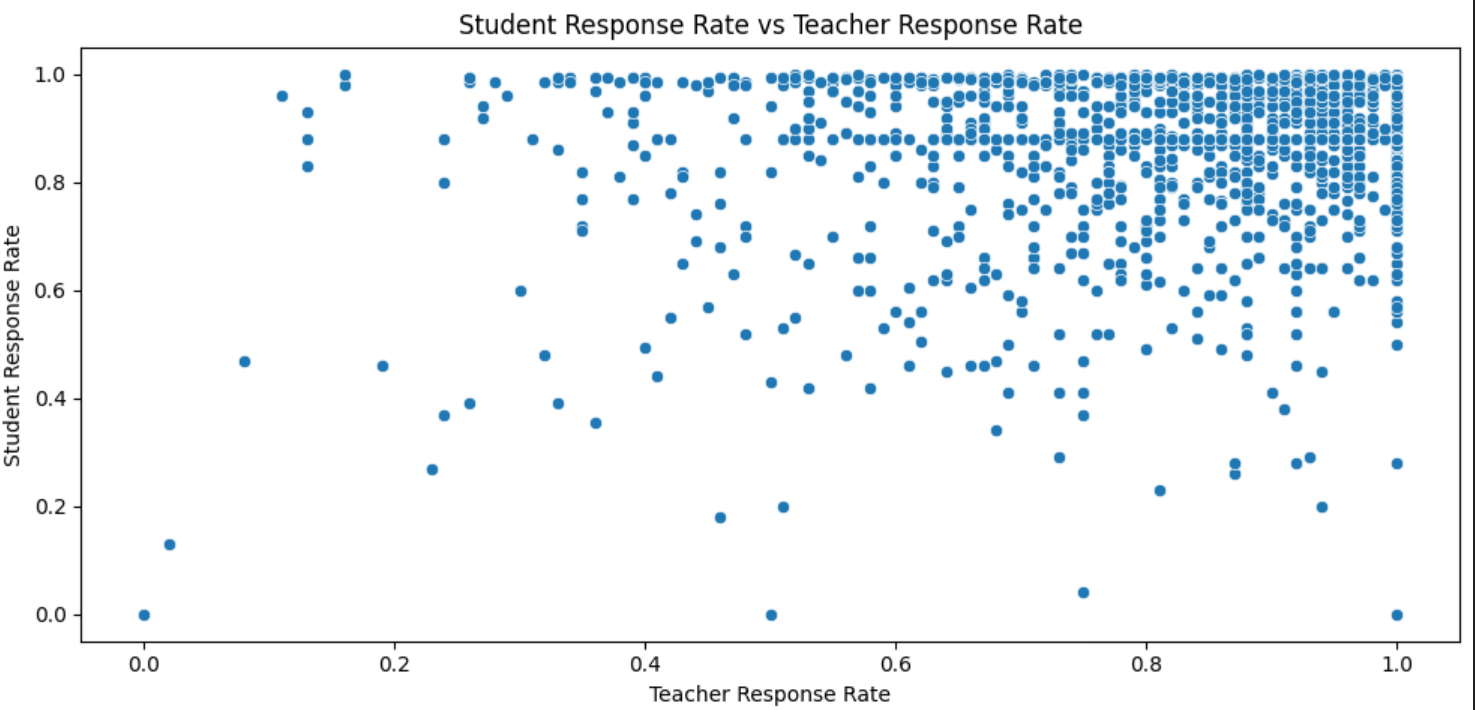 Student Response Rate vs Teacher Response Rate
1.0
0.8
0.6
0.4
0.2
0.0
Student Response Rate
0.0 0.2 0.4 0.6 0.8 1.0
Teacher Response Rate